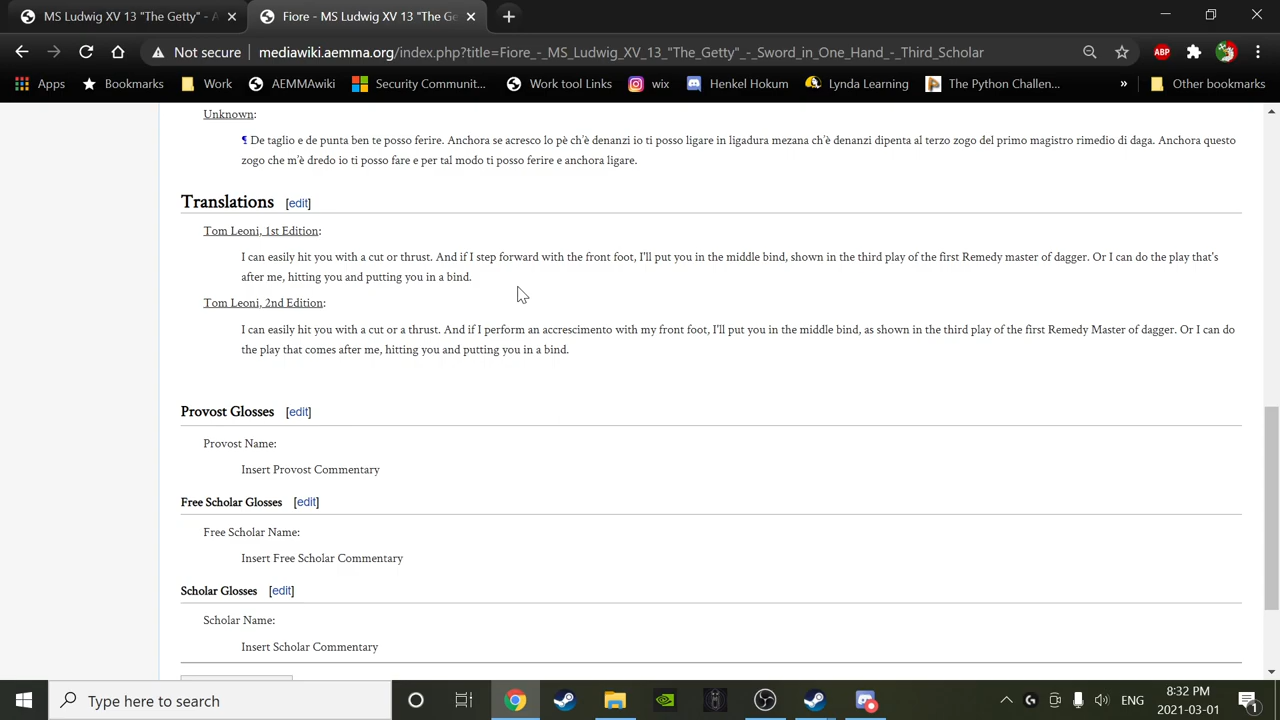 MS Ludwig XV 13 "The Getty" - A
Fiore - MS Ludwig XV 13 "The Ge
Not secure
mediawiki.aemma.org/index.php?title=Fiore_-_MS_Ludwig_XV_13_"The_Getty"_-_Sword_in_One_Hand_-_Third_Scholar
ABP
Apps Bookmarks Work AEMMAwiki Security Communit... Work tool Links wix Henkel Hokum Lynda Learning The Python Challen... » Other bookmarks
Unknown:
¶ De taglio e de punta ben te posso ferire. Anchora se acresco lo pè ch'è denanzi io ti posso ligare in ligadura mezana ch'è denanzi dipenta al terzo zogo del primo magistro rimedio di daga. Anchora questo
zogo che m'è dredo io ti posso fare e per tal modo ti posso ferire e anchora ligare.
Translations [edit]
Tom Leoni, 1st Edition:
I can easily hit you with a cut or thrust. And if I step forward with the front foot, I'll put you in the middle bind, shown in the third play of the first Remedy master of dagger. Or I can do the play that's
after me, hitting you and putting you in a bind.
Tom Leoni, 2nd Edition:
I can easily hit you with a cut or a thrust. And if I perform an accrescimento with my front foot, I'll put you in the middle bind, as shown in the third play of the first Remedy Master of dagger. Or I can do
the play that comes after me, hitting you and putting you in a bind.
Provost Glosses [edit]
Provost Name:
Insert Provost Commentary
Free Scholar Glosses [edit]
Free Scholar Name:
Insert Free Scholar Commentary
Scholar Glosses [edit]
Scholar Name:
Insert Scholar Commentary
Type here to search
ENG
8:32 PM
2021-03-01
1